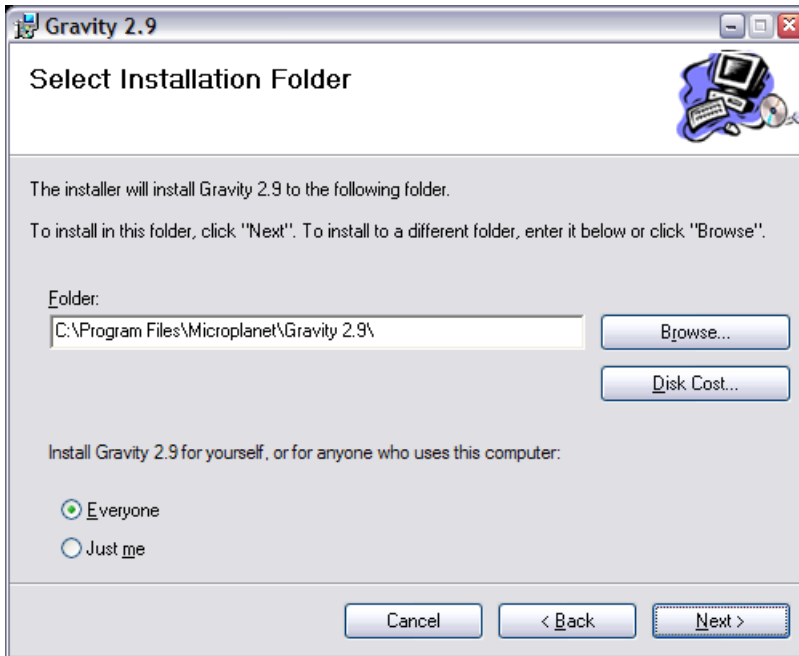 Gravity 2.9
Select Installation Folder
The installer will install Gravity 2.9 to the following folder.
To install in this folder, click "Next". To install to a different folder, enter it below or click "Browse".
Folder:
C:\Program Files\Microplanet\Gravity 2.9\
Browse...
Disk Cost...
Install Gravity 2.9 for yourself, or for anyone who uses this computer:
Everyone
Just me
Cancel
< Back
Next >